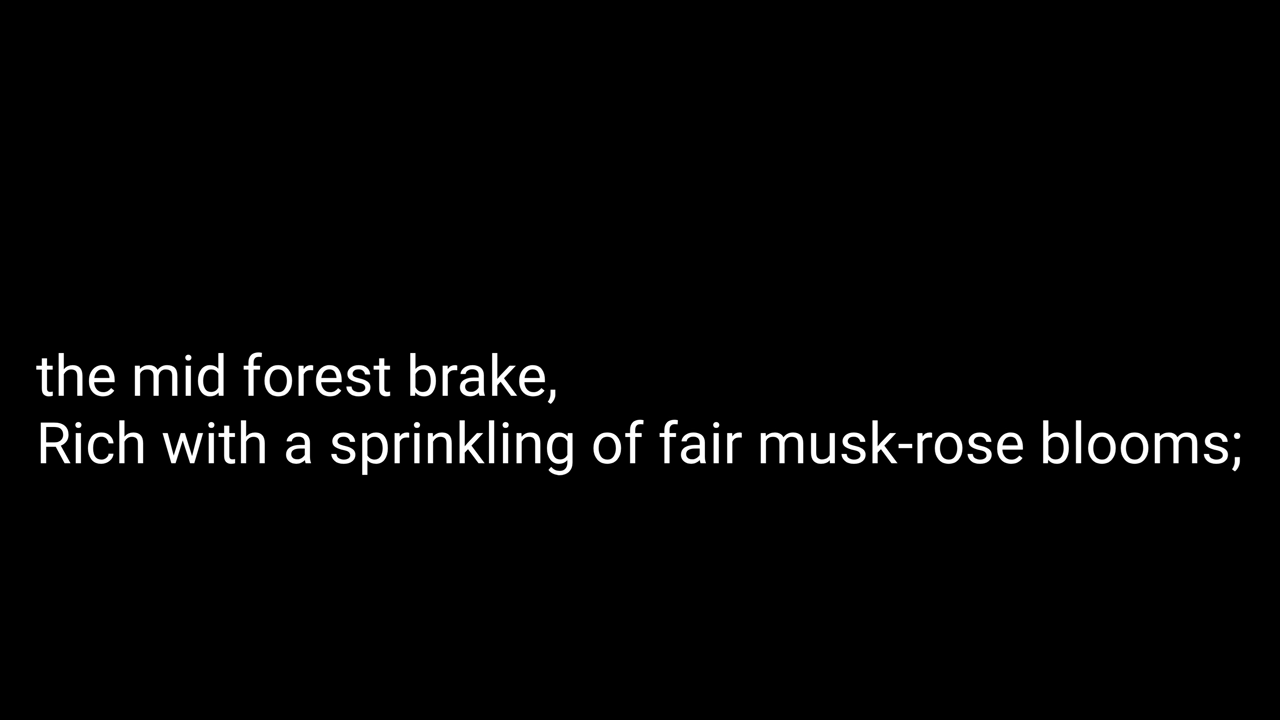 the mid forest brake,
Rich with a sprinkling of fair musk-rose blooms;